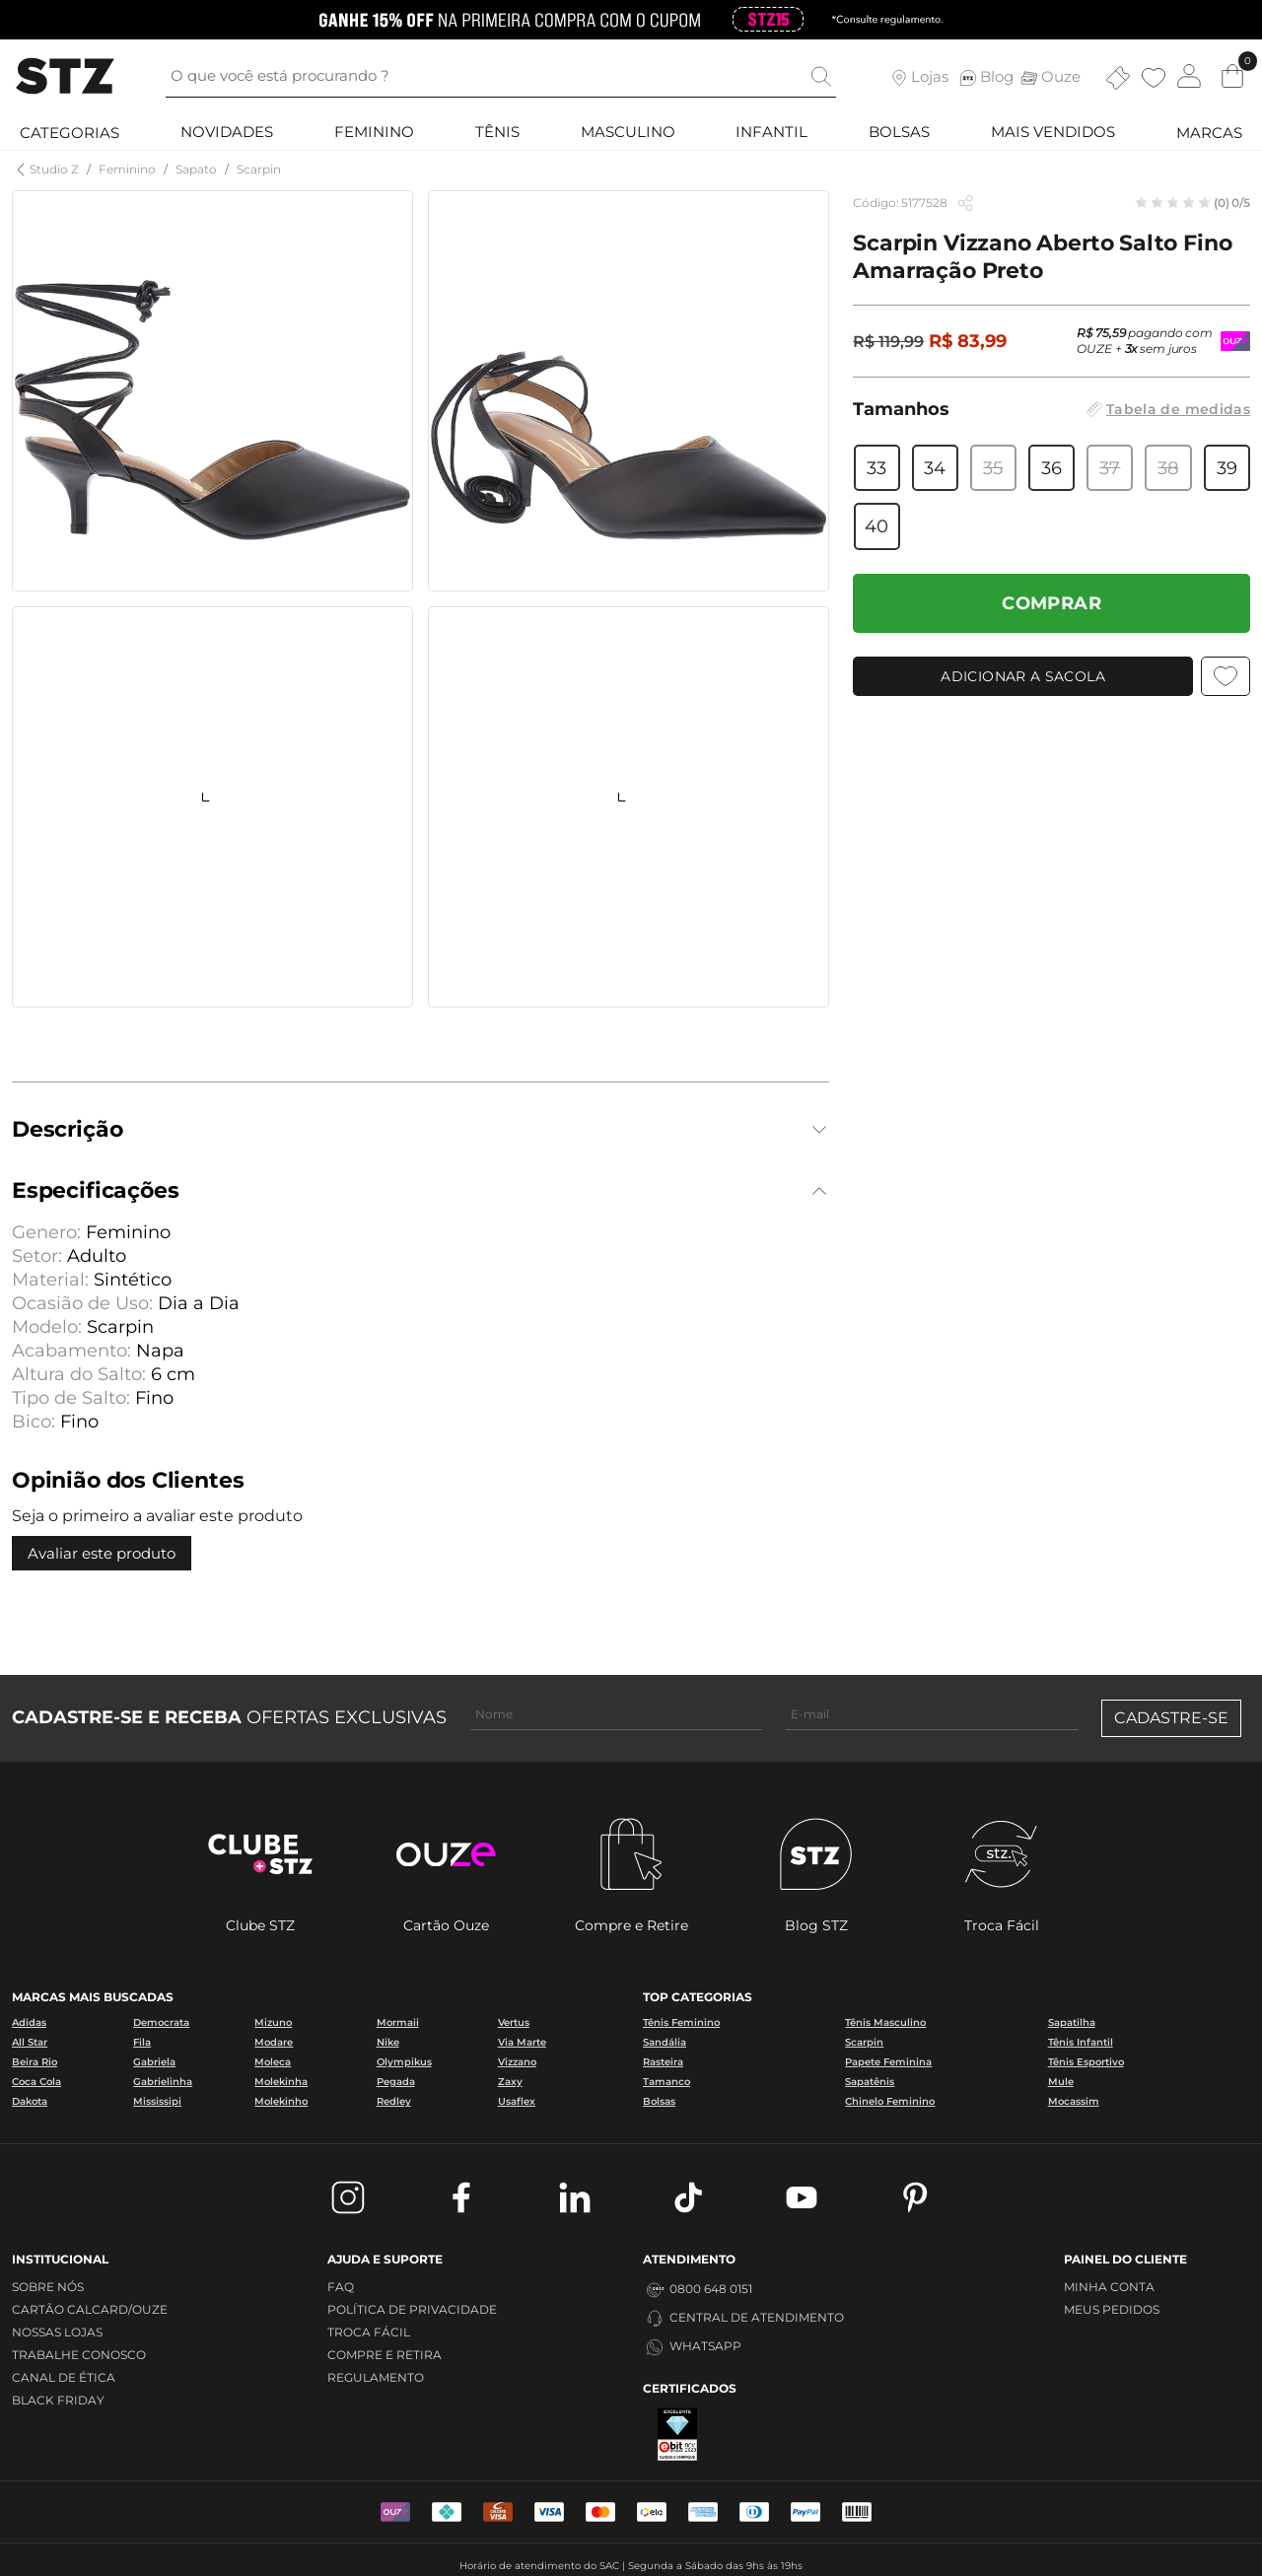 GANHE 15% OFF NA PRIMEIRA COMPRA COM O CUPOM STZ15 *Consulte regulamento.
STZ
O que você está procurando ?
Lojas
STZ Blog
Ouze
0
CATEGORIAS NOVIDADES FEMININO TÊNIS MASCULINO INFANTIL BOLSAS MAIS VENDIDOS MARCAS
Studio Z / Feminino / Sapato / Scarpin
Código: 5177528
(0) 0/5
Scarpin Vizzano Aberto Salto Fino
Amarração Preto
R$ 119,99 R$ 83,99
R$ 75,59 pagando com
OUZE + 3x sem juros
OUZ
Tamanhos
Tabela de medidas
33 34 35 36 37 38 39
40
COMPRAR
ADICIONAR A SACOLA
Descrição
Especificações
Genero: Feminino
Setor: Adulto
Material: Sintético
Ocasião de Uso: Dia a Dia
Modelo: Scarpin
Acabamento: Napa
Altura do Salto: 6 cm
Tipo de Salto: Fino
Bico: Fino
Opinião dos Clientes
Seja o primeiro a avaliar este produto
Avaliar este produto
CADASTRE-SE E RECEBA OFERTAS EXCLUSIVAS
Nome
E-mail
CADASTRE-SE
CLUBE
+STZ
ouze
STZ
stz.
Clube STZ
Cartão Ouze
Compre e Retire
Blog STZ
Troca Fácil
MARCAS MAIS BUSCADAS
Adidas Democrata Mizuno Mormaii Vertus
All Star Fila Modare Nike Via Marte
Beira Rio Gabriela Moleca Olympikus Vizzano
Coca Cola Gabrielinha Molekinha Pegada Zaxy
Dakota Mississipi Molekinho Redley Usaflex
TOP CATEGORIAS
Tênis Feminino Tênis Masculino Sapatilha
Sandália Scarpin Tênis Infantil
Rasteira Papete Feminina Tênis Esportivo
Tamanco Sapatênis Mule
Bolsas Chinelo Feminino Mocassim
INSTITUCIONAL
SOBRE NÓS
CARTÃO CALCARD/OUZE
NOSSAS LOJAS
TRABALHE CONOSCO
CANAL DE ÉTICA
BLACK FRIDAY
AJUDA E SUPORTE
FAQ
POLÍTICA DE PRIVACIDADE
TROCA FÁCIL
COMPRE E RETIRA
REGULAMENTO
ATENDIMENTO
0800 648 0151
CENTRAL DE ATENDIMENTO
WHATSAPP
CERTIFICADOS
EXCELENTE
ebit
PAINEL DO CLIENTE
MINHA CONTA
MEUS PEDIDOS
OUZ
VISA
VISA
elo
PayPal
Horário de atendimento do SAC | Segunda a Sábado das 9hs às 19hs